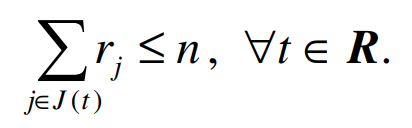 ∑_{j∈J(t)} r_j ≤ n, ∀t ∈ R.